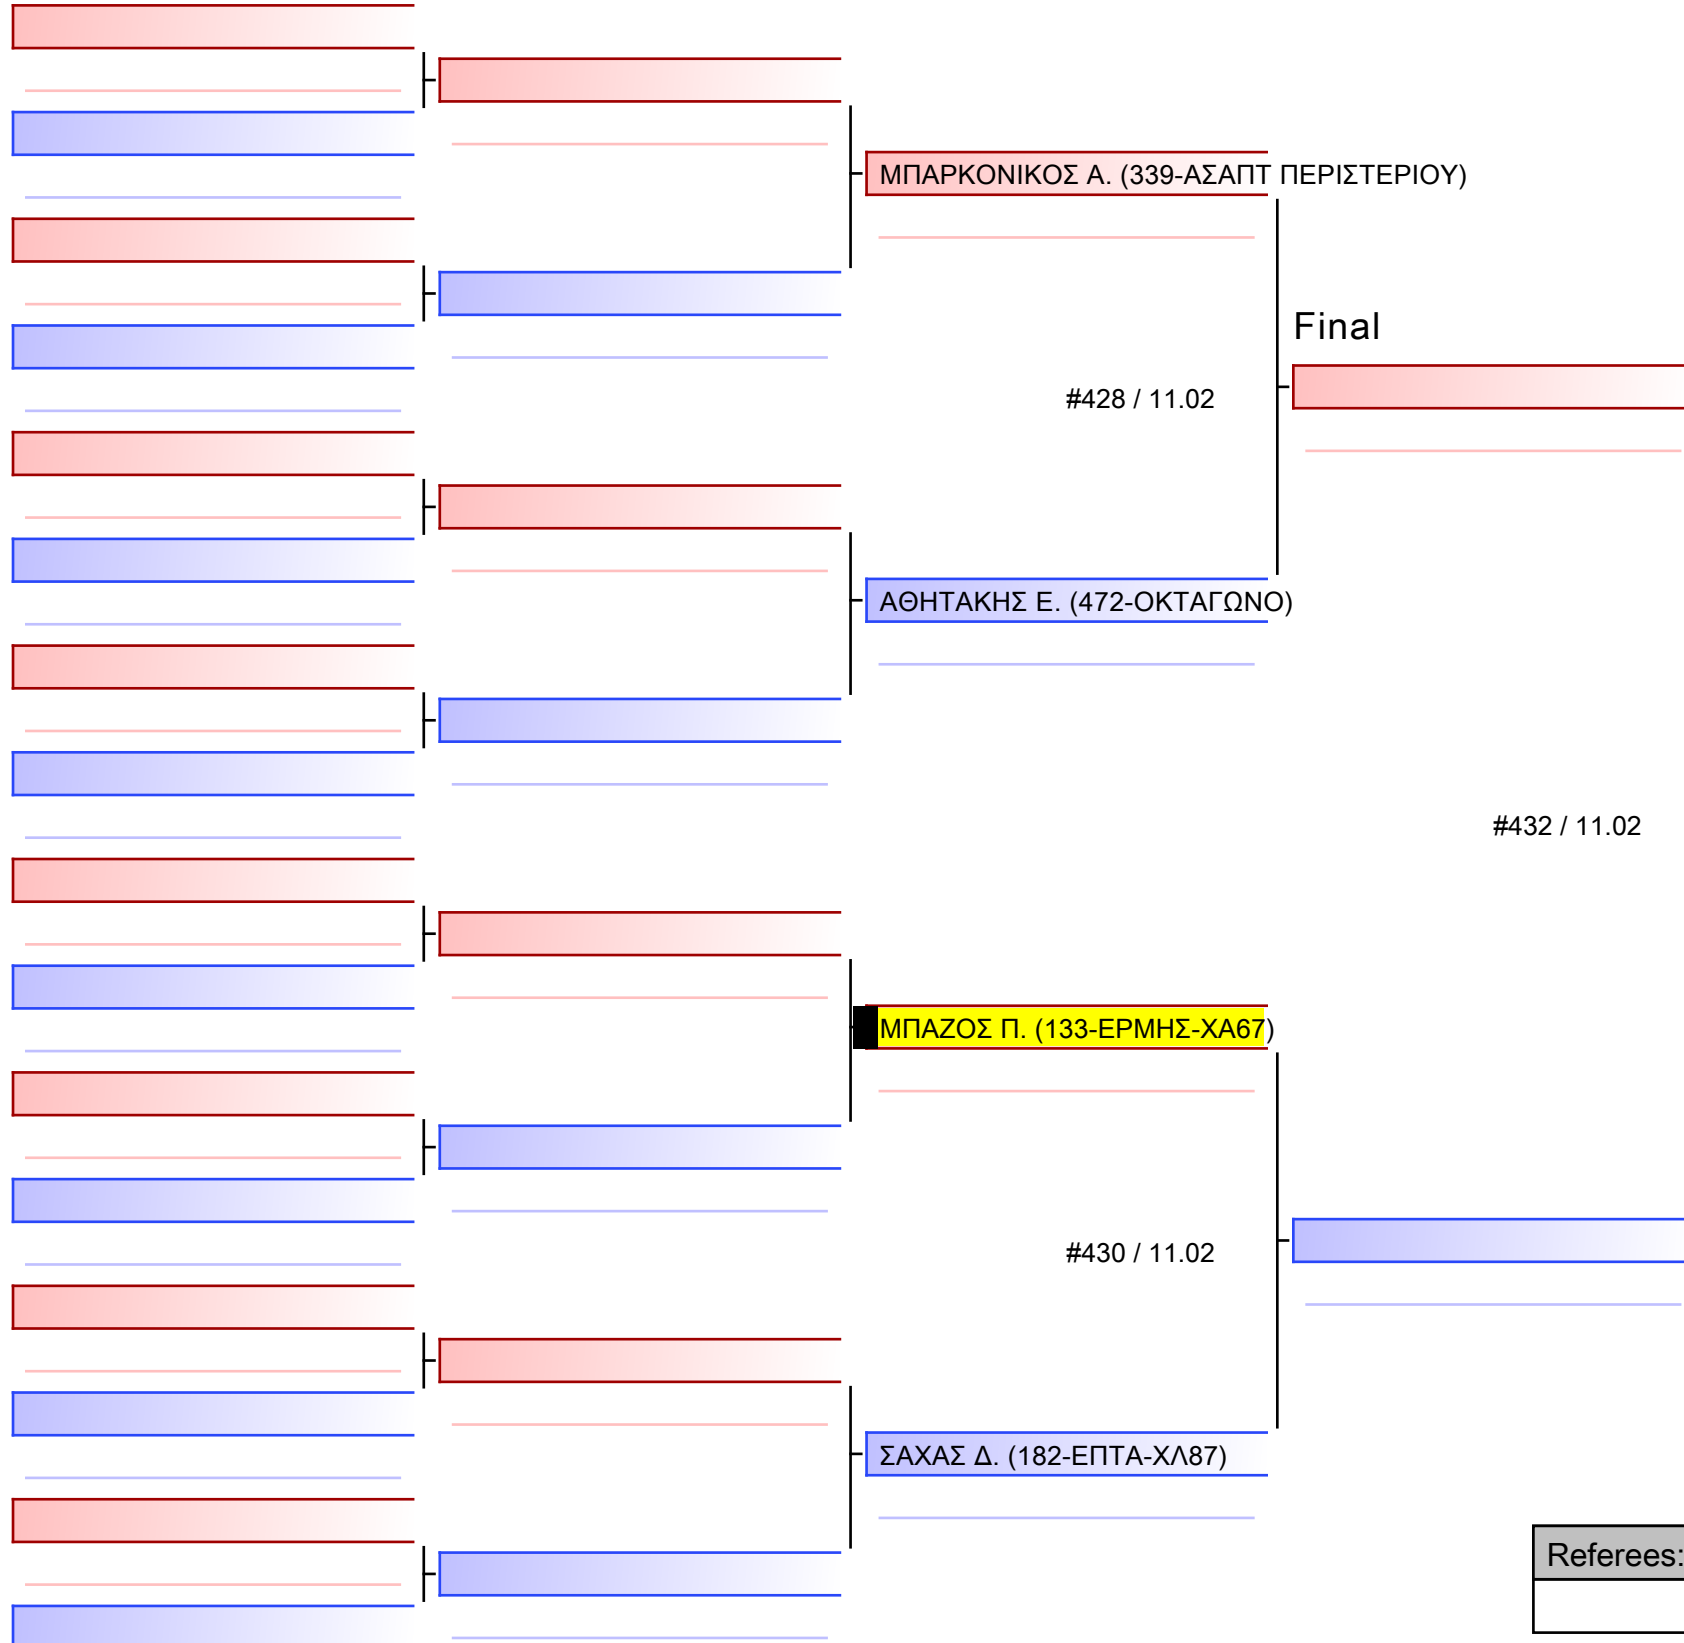 ΜΠΑΡΚΟΝΙΚΟΣ Α. (339-ΑΣΑΠΤ ΠΕΡΙΣΤΕΡΙΟΥ)
Final
#428 / 11.02
ΑΘΗΤΑΚΗΣ Ε. (472-ΟΚΤΑΓΩΝΟ)
#432 / 11.02
ΜΠΑΖΟΣ Π. (133-ΕΡΜΗΣ-ΧΑ67)
#430 / 11.02
ΣΑΧΑΣ Δ. (182-ΕΠΤΑ-ΧΛ87)
Referees: